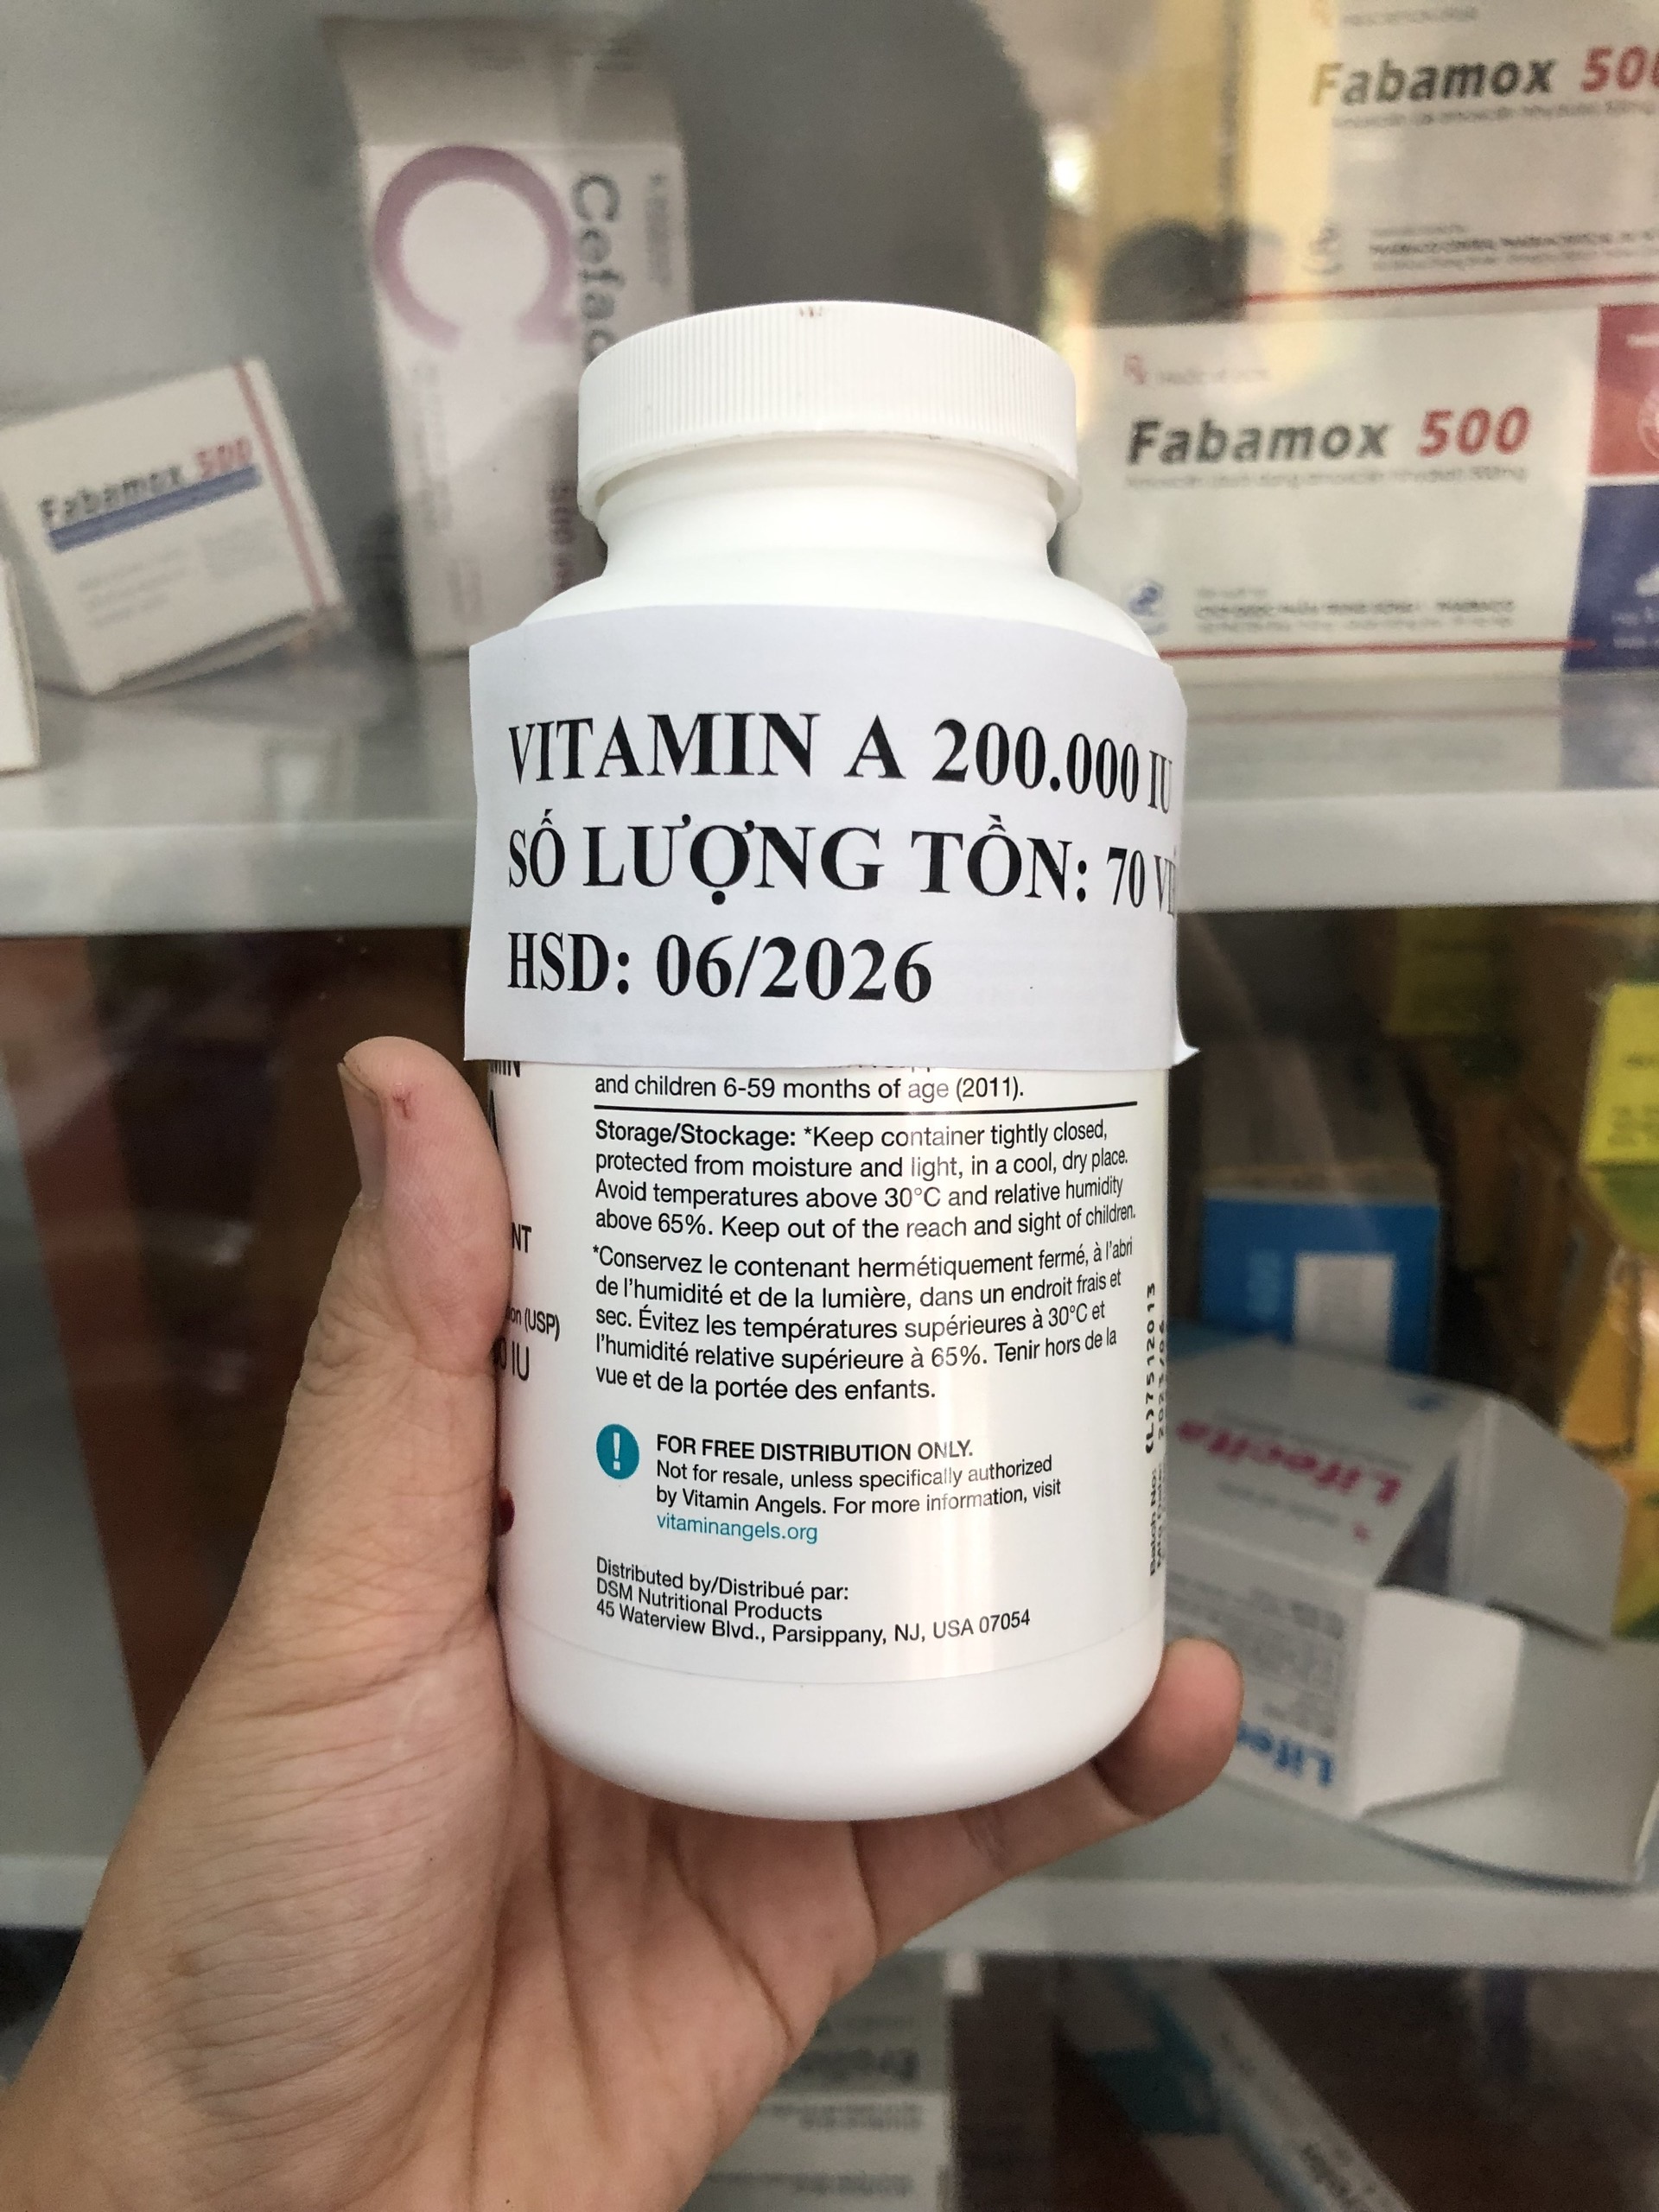 Fabamox 500
Fabamox 500
Fabamox 500
VITAMIN A 200.000 IU
SỐ LƯỢNG TỒN: 70
HSD: 06/2026
and children 6-59 months of age (2011).
Storage/Stockage: *Keep container tightly closed,
protected from moisture and light, in a cool, dry place.
Avoid temperatures above 30°C and relative humidity
above 65%. Keep out of the reach and sight of children.
*Conservez le contenant hermétiquement fermé, à l'abri
de l'humidité et de la lumière, dans un endroit frais et
sec. Évitez les températures supérieures à 30°C et
l'humidité relative supérieure à 65%. Tenir hors de la
vue et de la portée des enfants.
FOR FREE DISTRIBUTION ONLY.
Not for resale, unless specifically authorized
by Vitamin Angels. For more information, visit
vitaminangels.org
Distributed by/Distribué par:
DSM Nutritional Products
45 Waterview Blvd., Parsippany, NJ, USA 07054
(USP)
IU
Lifecita